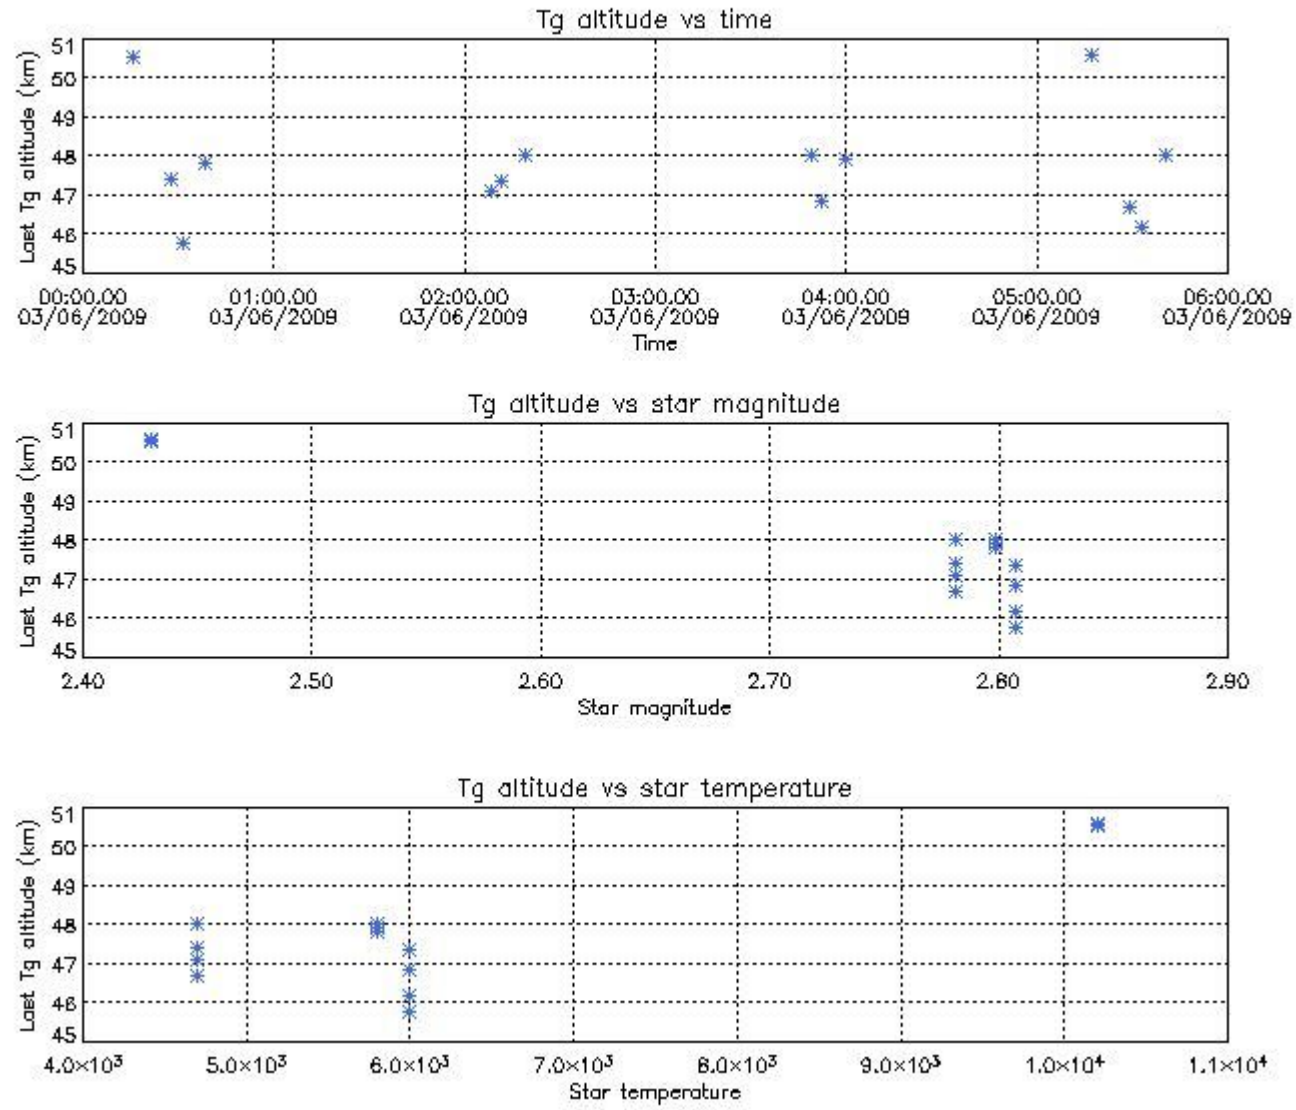 Tg altitude vs time
Last Tg altitude (km)
51
50
49
48
47
46
45
00:00.00 01:00.00 02:00.00 03:00.00 04:00.00 05:00.00 06:00.00
03/06/2009 03/06/2009 03/06/2009 03/06/2009 03/06/2009 03/06/2009 03/06/2009
Time
Tg altitude vs star magnitude
Last Tg altitude (km)
51
50
49
48
47
46
45
2.40 2.50 2.60 2.70 2.80 2.90
Star magnitude
Tg altitude vs star temperature
Last Tg altitude (km)
51
50
49
48
47
46
45
4.0×10³ 5.0×10³ 6.0×10³ 7.0×10³ 8.0×10³ 9.0×10³ 1.0×10⁴ 1.1×10⁴
Star temperature